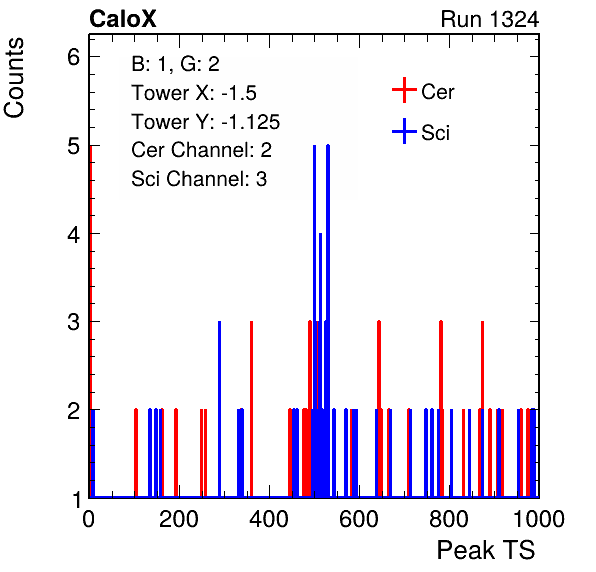 CaloX
Run 1324
Counts
B: 1, G: 2
Tower X: -1.5
Tower Y: -1.125
Cer Channel: 2
Sci Channel: 3
Cer
Sci
6
5
4
3
2
1
0 200 400 600 800 1000
Peak TS